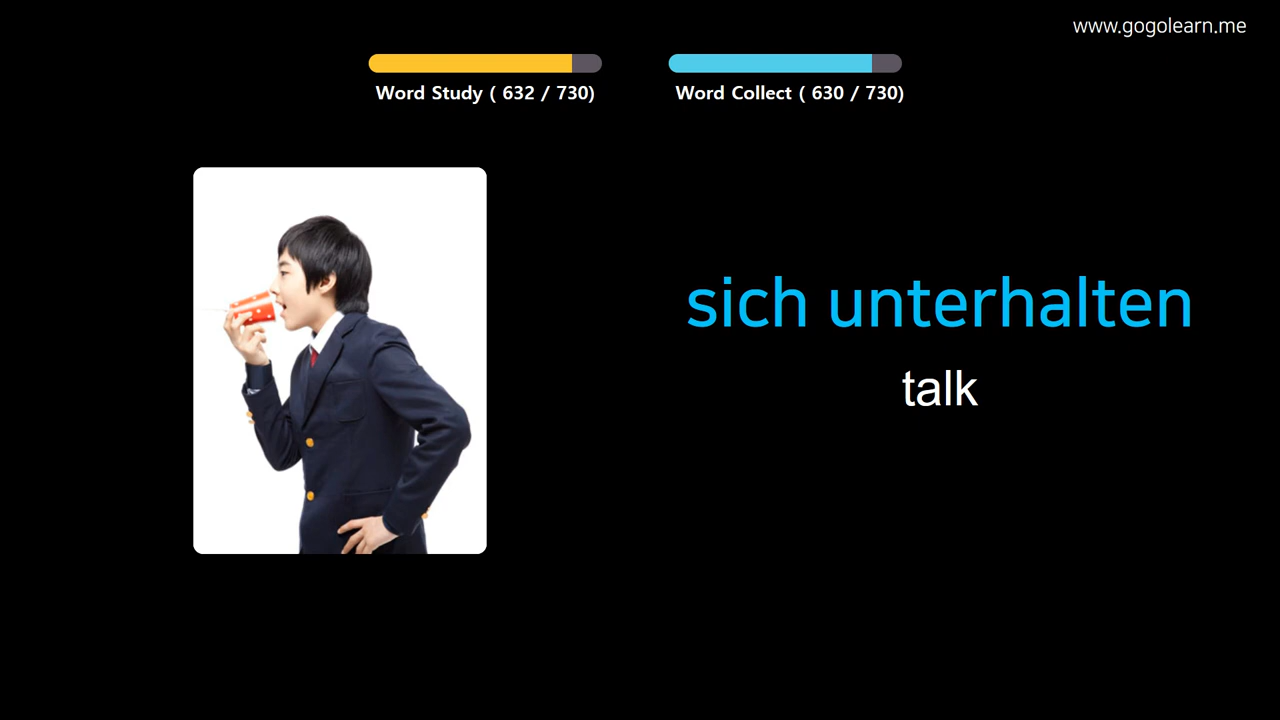 www.gogolearn.me
Word Study ( 632 / 730)
Word Collect ( 630 / 730)
sich unterhalten
talk